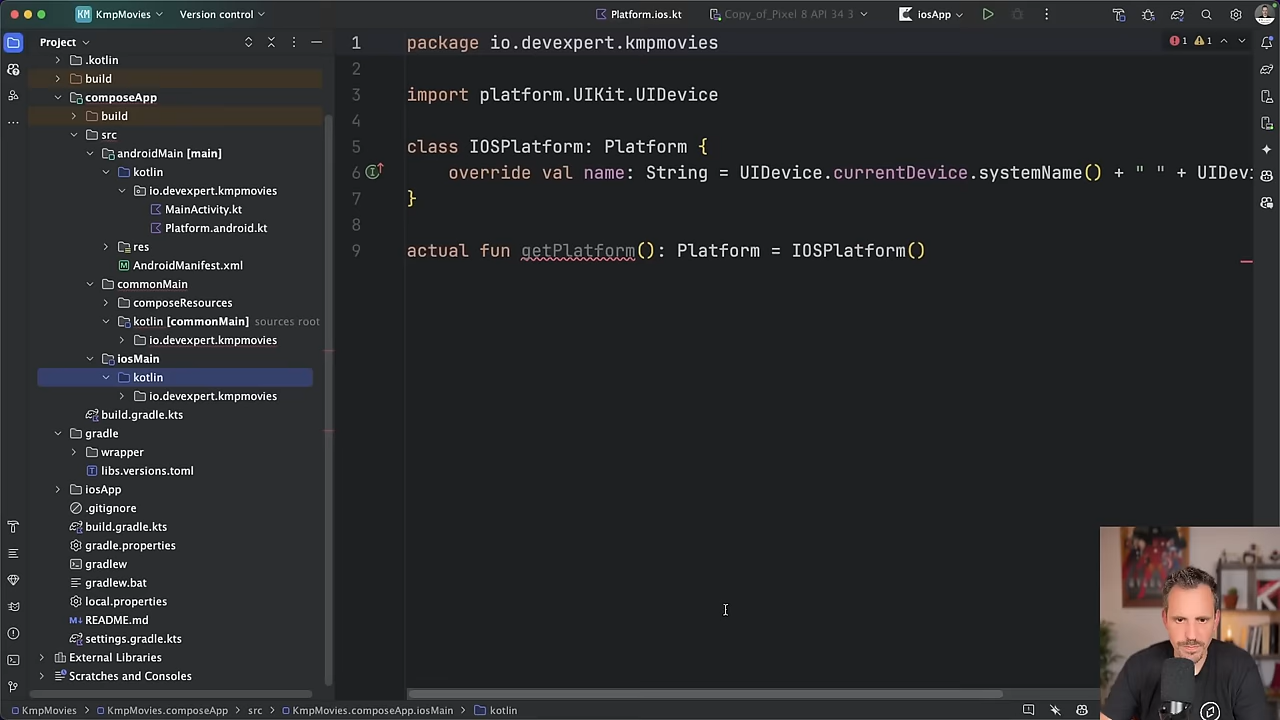 KmpMovies
Version control
Platform.ios.kt
Copy_of_Pixel 8 API 34 3
iosApp
Project
.kotlin
build
composeApp
build
src
androidMain [main]
kotlin
io.devexpert.kmpmovies
MainActivity.kt
Platform.android.kt
res
AndroidManifest.xml
commonMain
composeResources
kotlin [commonMain] sources root
io.devexpert.kmpmovies
iosMain
kotlin
io.devexpert.kmpmovies
build.gradle.kts
gradle
wrapper
libs.versions.toml
iosApp
.gitignore
build.gradle.kts
gradle.properties
gradlew
gradlew.bat
local.properties
README.md
settings.gradle.kts
External Libraries
Scratches and Consoles
1 package io.devexpert.kmpmovies
1 1
2
3 import platform.UIKit.UIDevice
4
5 class IOSPlatform: Platform {
6 override val name: String = UIDevice.currentDevice.systemName() + " " + UIDevi
7 }
8
9 actual fun getPlatform(): Platform = IOSPlatform()
KmpMovies > KmpMovies.composeApp > src > KmpMovies.composeApp.iosMain > kotlin